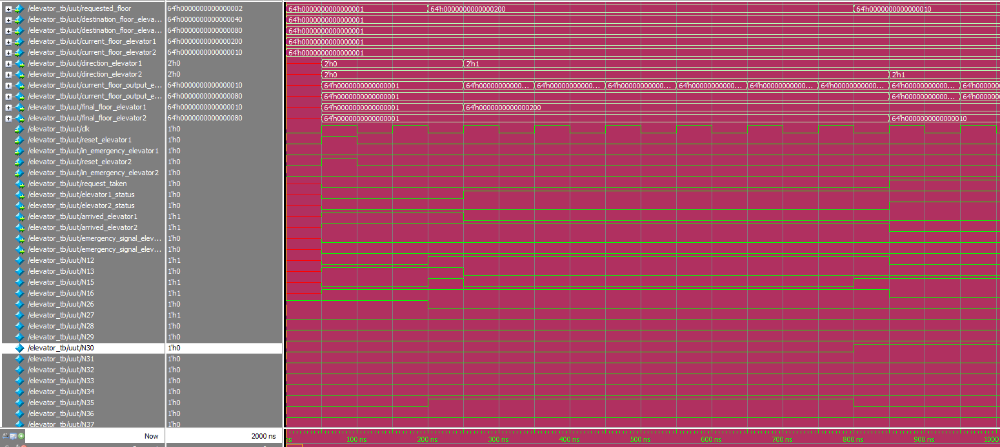 /elevator_tb/uut/requested_floor 64'h0000000000000002 64'h0000000000000001 64'h0000000000000200 64'h0000000000000010
/elevator_tb/uut/destination_floor_eleva... 64'h0000000000000040 64'h0000000000000001
/elevator_tb/uut/destination_floor_eleva... 64'h0000000000000080 64'h0000000000000001
/elevator_tb/uut/current_floor_elevator1 64'h0000000000000200 64'h0000000000000001
/elevator_tb/uut/current_floor_elevator2 64'h0000000000000010 64'h0000000000000001
/elevator_tb/uut/direction_elevator1 2'h0 2'h0 2'h1
/elevator_tb/uut/direction_elevator2 2'h0 2'h0 2'h1
/elevator_tb/uut/current_floor_output_e... 64'h0000000000000010 64'h0000000000000001 64'h00000000000... 64'h00000000000... 64'h00000000000... 64'h00000000000... 64'h00000000000... 64'h00000000000... 64'h00000000000... 64'h0000000
/elevator_tb/uut/current_floor_output_e... 64'h0000000000000080 64'h0000000000000001 64'h00000000000... 64'h0000000
/elevator_tb/uut/final_floor_elevator1 64'h0000000000000010 64'h0000000000000001 64'h0000000000000200
/elevator_tb/uut/final_floor_elevator2 64'h0000000000000080 64'h0000000000000001 64'h0000000000000010
/elevator_tb/uut/clk 1'h0
/elevator_tb/uut/reset_elevator1 1'h0
/elevator_tb/uut/in_emergency_elevator1 1'h0
/elevator_tb/uut/reset_elevator2 1'h0
/elevator_tb/uut/in_emergency_elevator2 1'h0
/elevator_tb/uut/request_taken 1'h0
/elevator_tb/uut/elevator1_status 1'h0
/elevator_tb/uut/elevator2_status 1'h0
/elevator_tb/uut/arrived_elevator1 1'h1
/elevator_tb/uut/arrived_elevator2 1'h1
/elevator_tb/uut/emergency_signal_elev... 1'h0
/elevator_tb/uut/emergency_signal_elev... 1'h0
/elevator_tb/uut/N12 1'h1
/elevator_tb/uut/N13 1'h0
/elevator_tb/uut/N15 1'h1
/elevator_tb/uut/N16 1'h1
/elevator_tb/uut/N26 1'h0
/elevator_tb/uut/N27 1'h1
/elevator_tb/uut/N28 1'h0
/elevator_tb/uut/N29 1'h0
/elevator_tb/uut/N30 1'h0
/elevator_tb/uut/N31 1'h0
/elevator_tb/uut/N32 1'h0
/elevator_tb/uut/N33 1'h0
/elevator_tb/uut/N34 1'h0
/elevator_tb/uut/N35 1'h0
/elevator_tb/uut/N36 1'h0
/elevator_tb/uut/N37 1'h0
Now 2000 ns ns 100 ns 200 ns 300 ns 400 ns 500 ns 600 ns 700 ns 800 ns 900 ns 1000